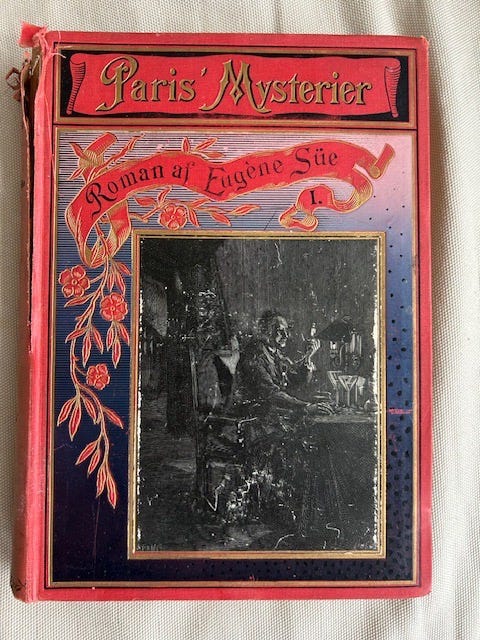 Paris' Mysterier
Roman af Eugène Süe
I.